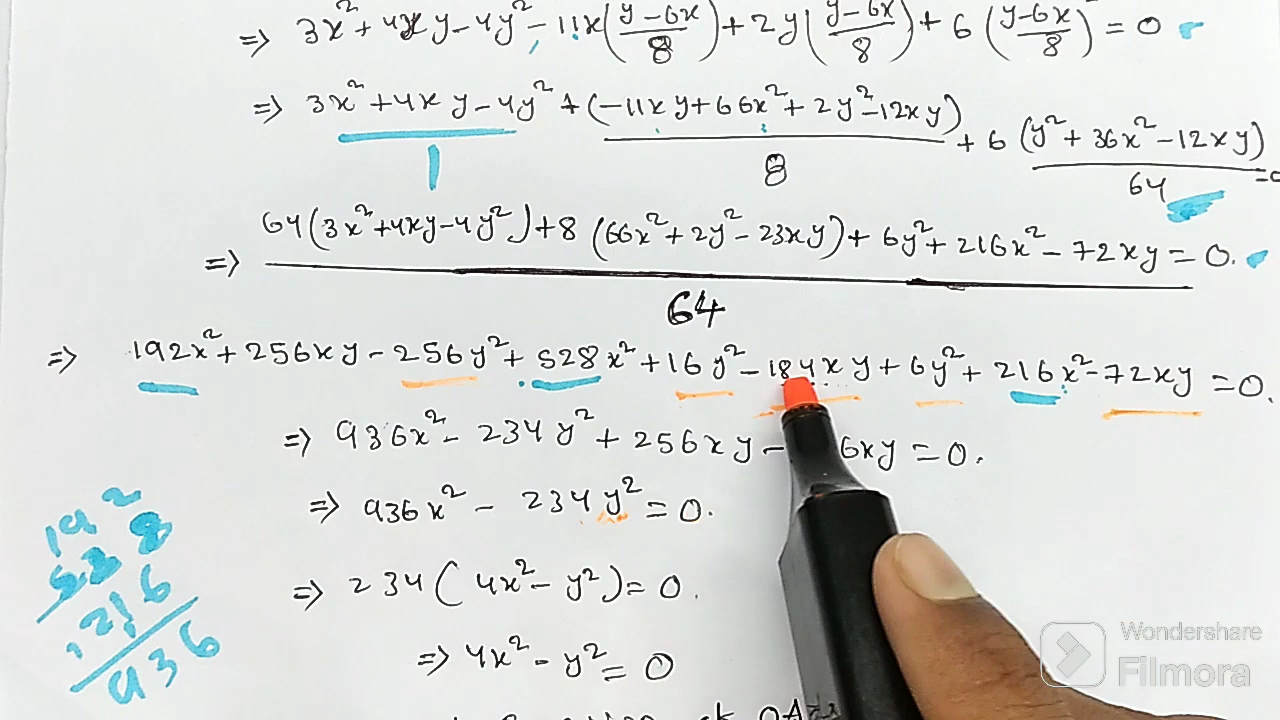 => 3x² + 4xy - 4y² - 11x(y-6x/8) + 2y(y-6x/8) + 6(y-6x/8)² = 0
=> 3x² + 4xy - 4y² + (-11xy + 66x² + 2y² - 12xy)/8 + 6(y² + 36x² - 12xy)/64 = 0
1
=> 64(3x² + 4xy - 4y²) + 8(66x² + 2y² - 23xy) + 6y² + 216x² - 72xy = 0.
64
=> 192x² + 256xy - 256y² + 528x² + 16y² - 184xy + 6y² + 216x² - 72xy = 0.
=> 936x² - 234y² + 256xy - 6xy = 0.
=> 936x² - 234y² = 0.
=> 234(4x² - y²) = 0.
=> 4x² - y² = 0
192
528
216
936
Wondershare
Filmora